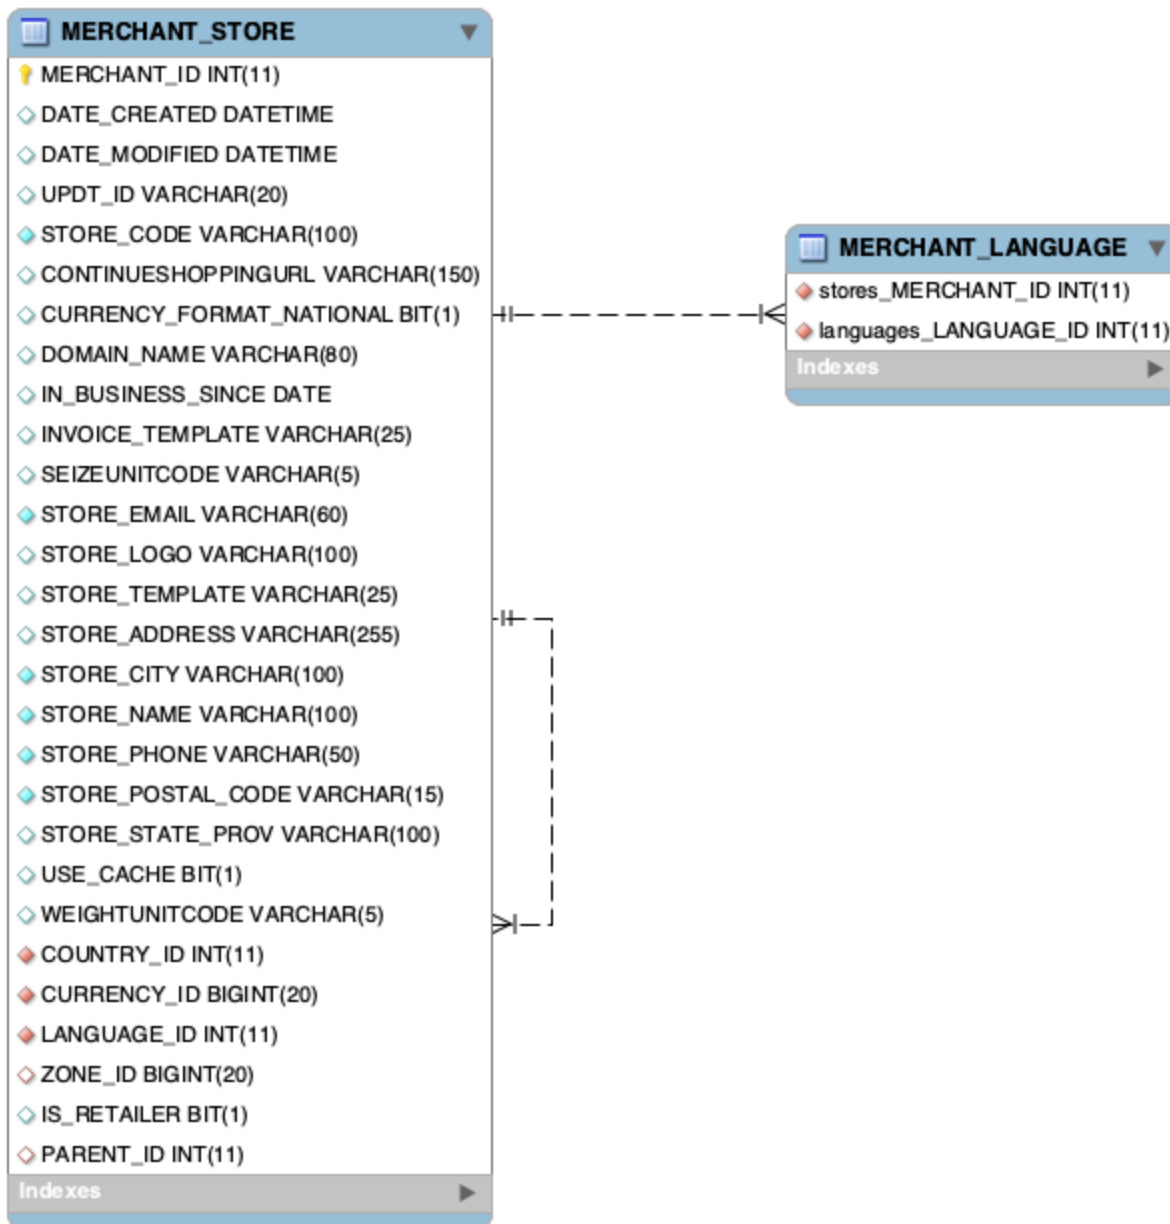 MERCHANT_STORE
MERCHANT_ID INT(11)
DATE_CREATED DATETIME
DATE_MODIFIED DATETIME
UPDT_ID VARCHAR(20)
STORE_CODE VARCHAR(100)
CONTINUESHOPPINGURL VARCHAR(150)
CURRENCY_FORMAT_NATIONAL BIT(1)
DOMAIN_NAME VARCHAR(80)
IN_BUSINESS_SINCE DATE
INVOICE_TEMPLATE VARCHAR(25)
SEIZEUNITCODE VARCHAR(5)
STORE_EMAIL VARCHAR(60)
STORE_LOGO VARCHAR(100)
STORE_TEMPLATE VARCHAR(25)
STORE_ADDRESS VARCHAR(255)
STORE_CITY VARCHAR(100)
STORE_NAME VARCHAR(100)
STORE_PHONE VARCHAR(50)
STORE_POSTAL_CODE VARCHAR(15)
STORE_STATE_PROV VARCHAR(100)
USE_CACHE BIT(1)
WEIGHTUNITCODE VARCHAR(5)
COUNTRY_ID INT(11)
CURRENCY_ID BIGINT(20)
LANGUAGE_ID INT(11)
ZONE_ID BIGINT(20)
IS_RETAILER BIT(1)
PARENT_ID INT(11)
Indexes
MERCHANT_LANGUAGE
stores_MERCHANT_ID INT(11)
languages_LANGUAGE_ID INT(11)
Indexes